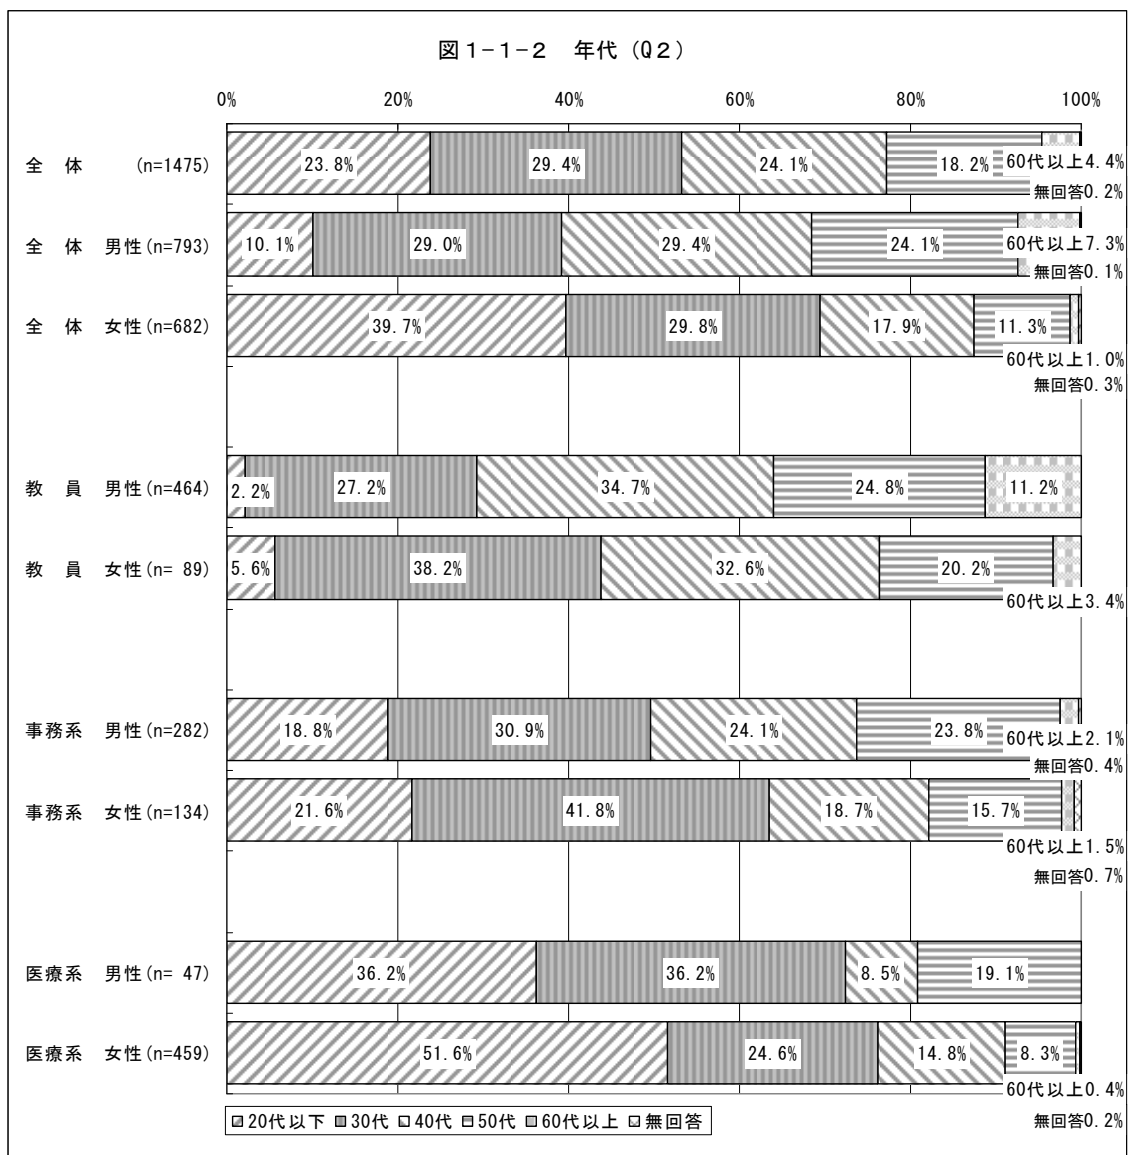 図1-1-2 年代(Q2)
0% 20% 40% 60% 80% 100%
全 体 (n=1475) 23.8% 29.4% 24.1% 18.2% 60代以上4.4%
無回答0.2%
全 体 男性(n=793) 10.1% 29.0% 29.4% 24.1% 60代以上7.3%
無回答0.1%
全 体 女性(n=682) 39.7% 29.8% 17.9% 11.3%
60代以上1.0%
無回答0.3%
教 員 男性(n=464) 2.2% 27.2% 34.7% 24.8% 11.2%
教 員 女性(n= 89) 5.6% 38.2% 32.6% 20.2%
60代以上3.4%
事務系 男性(n=282) 18.8% 30.9% 24.1% 23.8% 60代以上2.1%
無回答0.4%
事務系 女性(n=134) 21.6% 41.8% 18.7% 15.7%
60代以上1.5%
無回答0.7%
医療系 男性(n= 47) 36.2% 36.2% 8.5% 19.1%
医療系 女性(n=459) 51.6% 24.6% 14.8% 8.3%
60代以上0.4%
無回答0.2%
20代以下 30代 40代 50代 60代以上 無回答